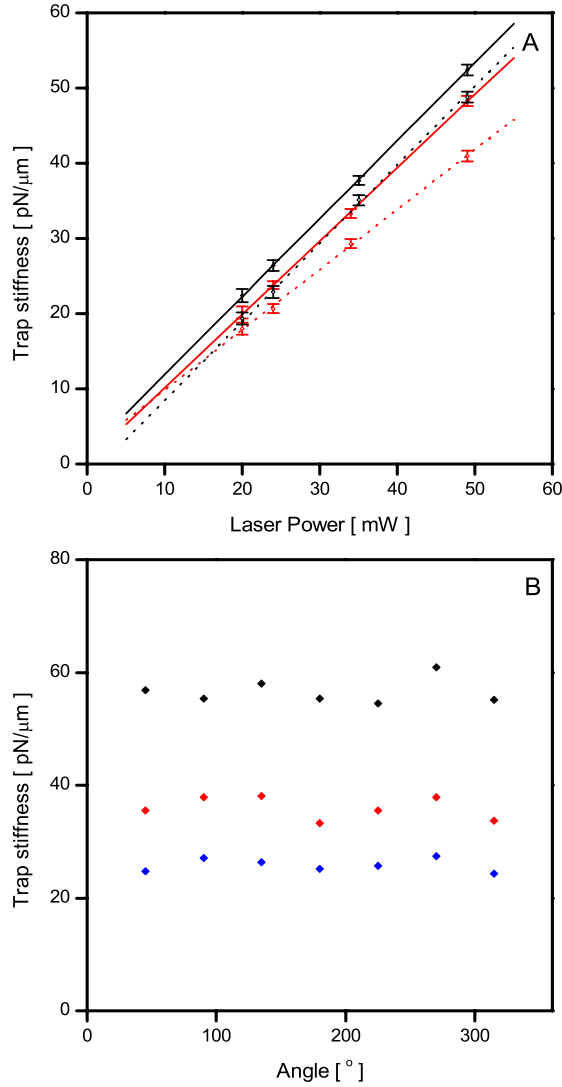 60
A
50
40
30
20
10
0
Trap stiffness [ pN/μm ]
0 10 20 30 40 50 60
Laser Power [ mW ]
80
B
60
40
20
0
Trap stiffness [ pN/μm ]
0 100 200 300
Angle [ ° ]